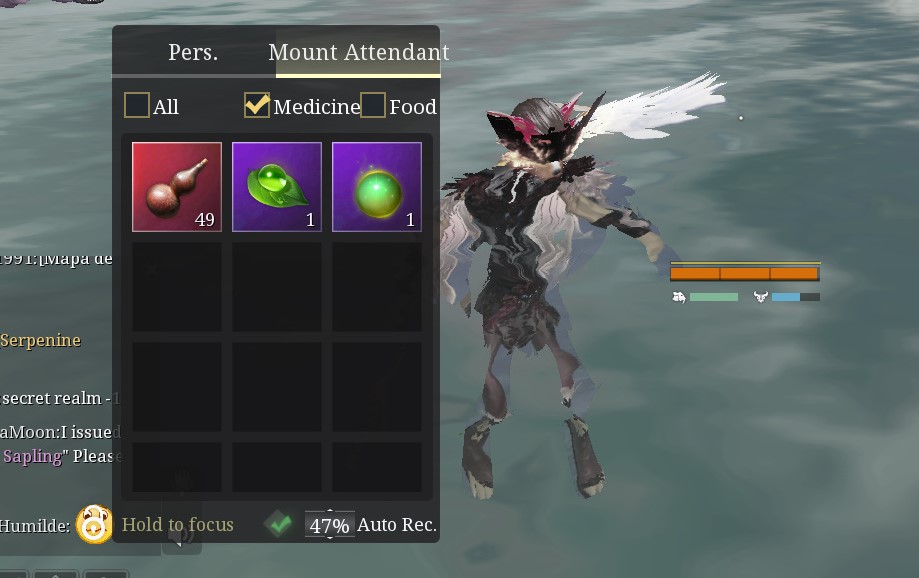 Pers.
Mount Attendant
All
Medicine
Food
49
1
1
1991:[Mapa de
Serpenine
secret realm -1
aMoon:I issued
Sapling" Please
Humilde:
Hold to focus
47%
Auto Rec.